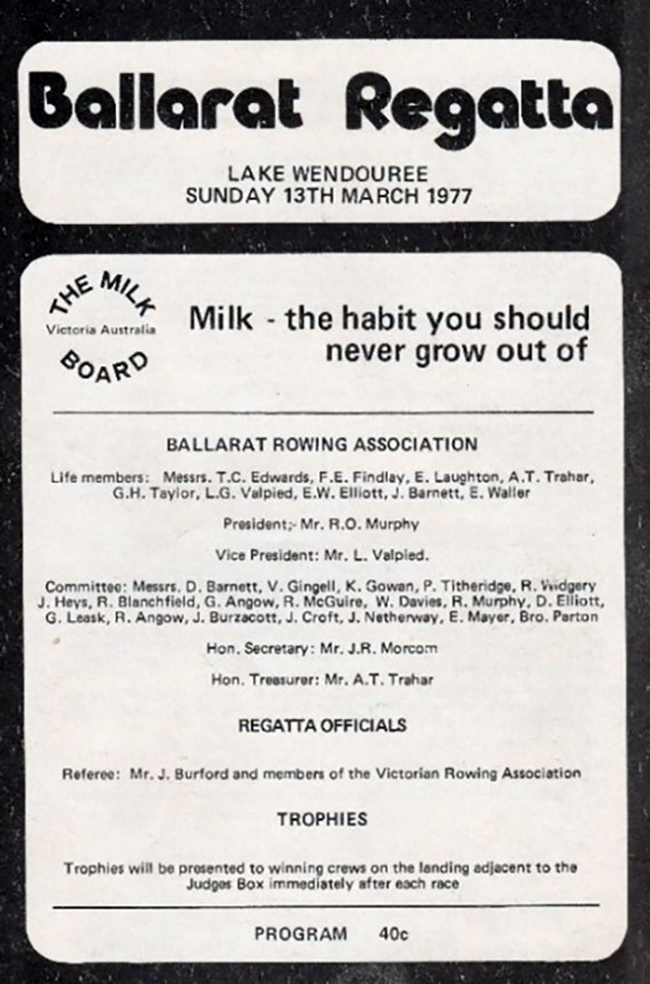 Ballarat Regatta
LAKE WENDOUREE
SUNDAY 13TH MARCH 1977
THE MILK
Victoria Australia
BOARD
Milk - the habit you should
never grow out of
BALLARAT ROWING ASSOCIATION
Life members: Messrs. T.C. Edwards, F.E. Findlay, E. Laughton, A.T. Trahar,
G.H. Taylor, L.G. Valpied, E.W. Elliott, J. Barnett, E. Waller
President;- Mr. R.O. Murphy
Vice President: Mr. L. Valpied.
Committee: Messrs. D. Barnett, V. Gingell, K. Gowan, P. Titheridge, R. Widgery
J. Heys, R. Blanchfield, G. Angow, R. McGuire, W. Davies, R. Murphy, D. Elliott,
G. Leask, R. Angow, J. Burzacott, J. Croft, J. Netherway, E. Mayer, Bro. Parton
Hon. Secretary: Mr. J.R. Morcom
Hon. Treasurer: Mr. A.T. Trahar
REGATTA OFFICIALS
Referee: Mr. J. Burford and members of the Victorian Rowing Association
TROPHIES
Trophies will be presented to winning crews on the landing adjacent to the
Judges Box immediately after each race
PROGRAM 40c